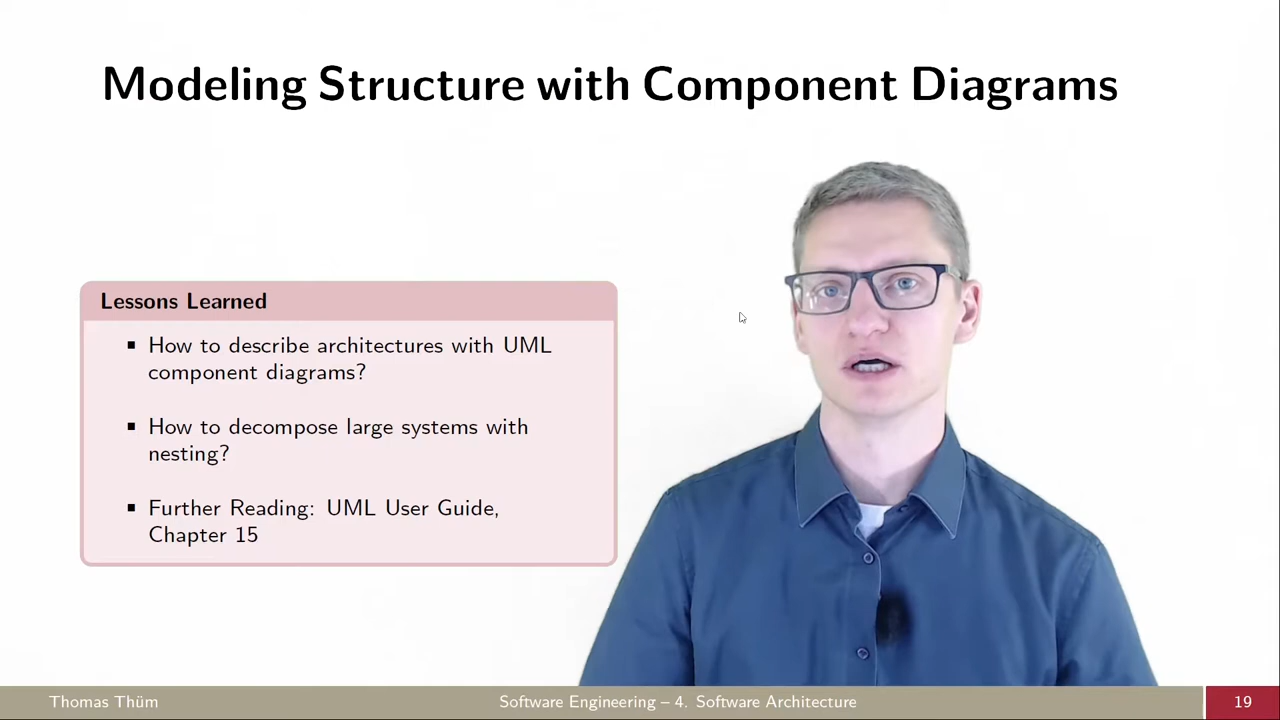 Modeling Structure with Component Diagrams
Lessons Learned
▪ How to describe architectures with UML
component diagrams?
▪ How to decompose large systems with
nesting?
▪ Further Reading: UML User Guide,
Chapter 15
Thomas Thüm
Software Engineering – 4. Software Architecture
19